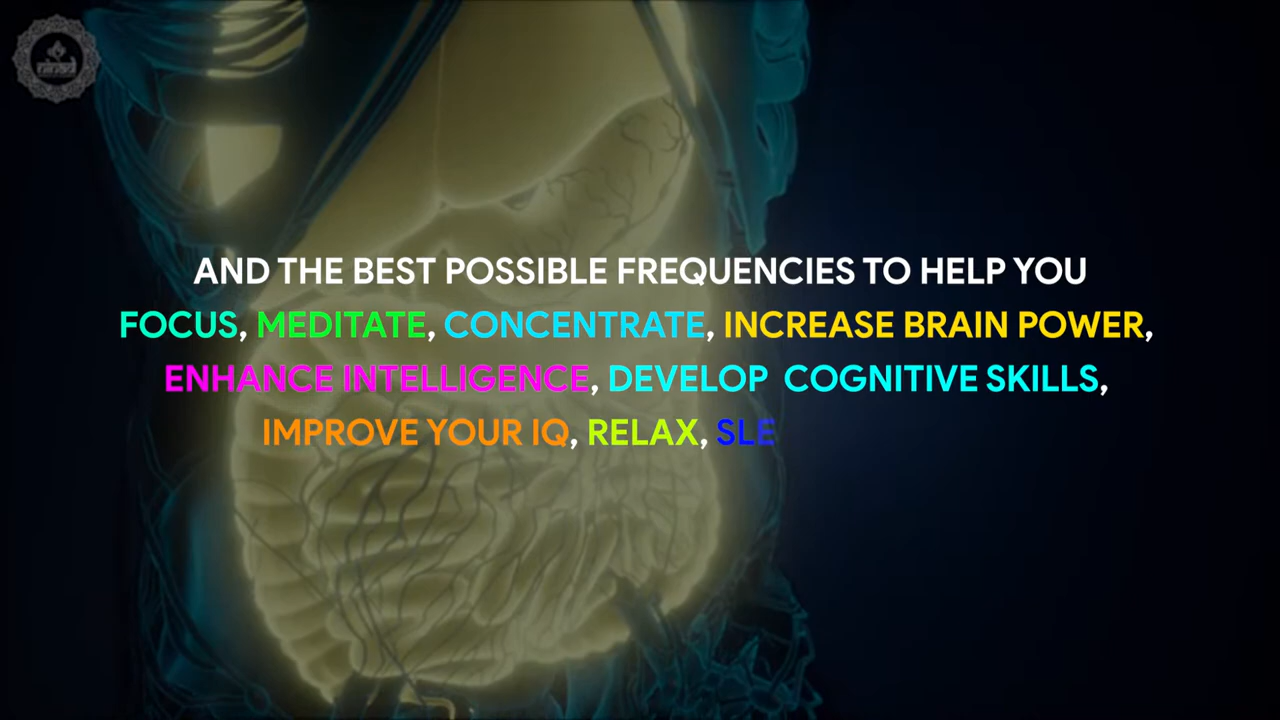 AND THE BEST POSSIBLE FREQUENCIES TO HELP YOU
FOCUS, MEDITATE, CONCENTRATE, INCREASE BRAIN POWER,
ENHANCE INTELLIGENCE, DEVELOP COGNITIVE SKILLS,
IMPROVE YOUR IQ, RELAX, SLE